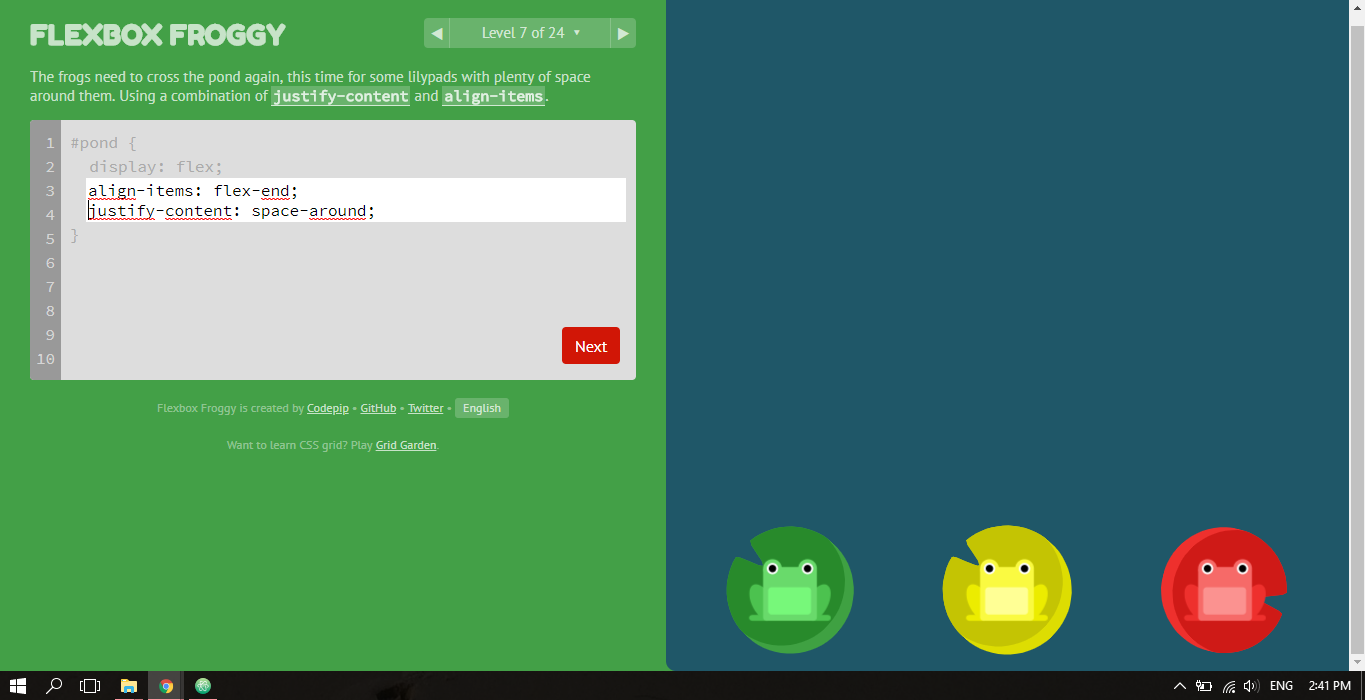 FLEXBOX FROGGY
◀ Level 7 of 24 ▼ ▶
The frogs need to cross the pond again, this time for some lilypads with plenty of space
around them. Using a combination of justify-content and align-items.
1 #pond {
2 display: flex;
3 align-items: flex-end;
4 justify-content: space-around;
5 }
6
7
8
9
10
Next
Flexbox Froggy is created by Codepip • GitHub • Twitter • English
Want to learn CSS grid? Play Grid Garden.
ENG 2:41 PM